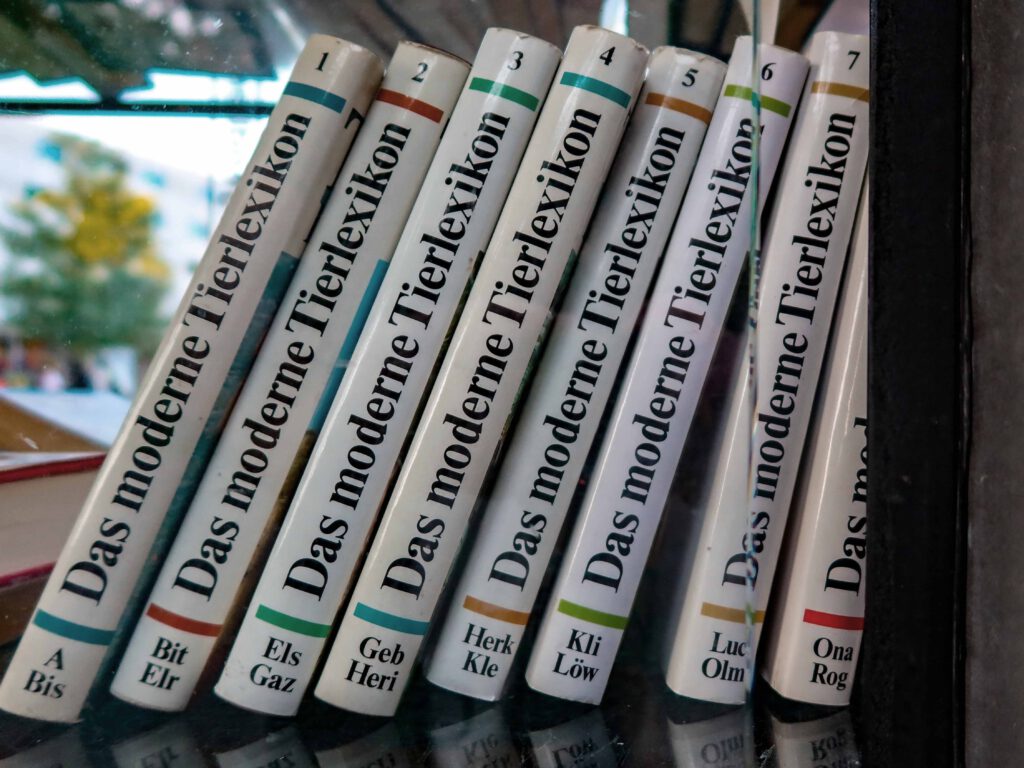 1
Das moderne Tierlexikon
A
Bis
2
Das moderne Tierlexikon
Bit
Elr
3
Das moderne Tierlexikon
Els
Gaz
4
Das moderne Tierlexikon
Geb
Heri
5
Das moderne Tierlexikon
Herk
Kle
6
Das moderne Tierlexikon
Kli
Löw
7
Das moderne Tierlexikon
Luc
Olm
Das
Ona
Rog